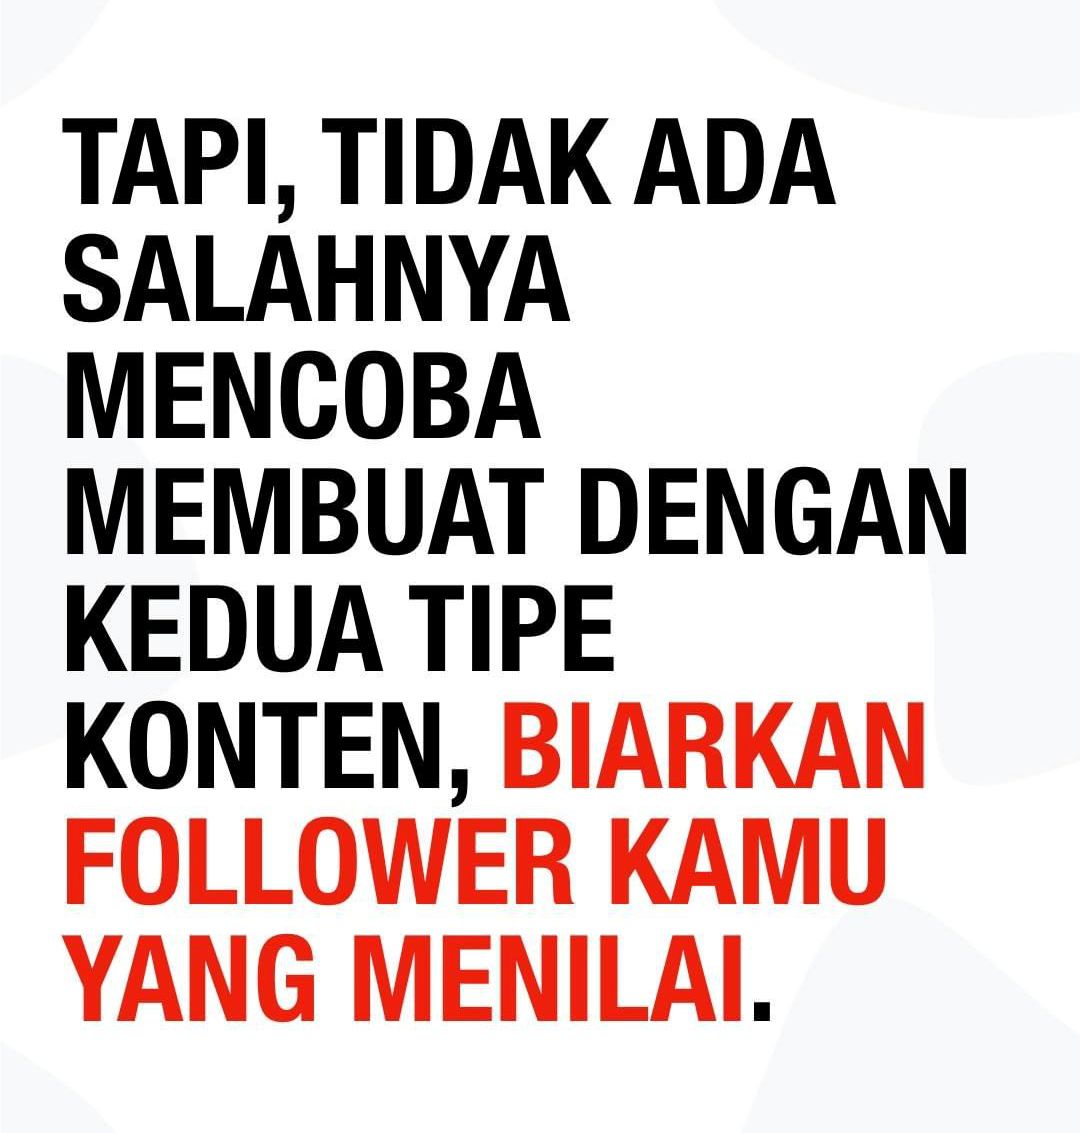 TAPI, TIDAK ADA
SALAHNYA
MENCOBA
MEMBUAT DENGAN
KEDUA TIPE
KONTEN, BIARKAN
FOLLOWER KAMU
YANG MENILAI.